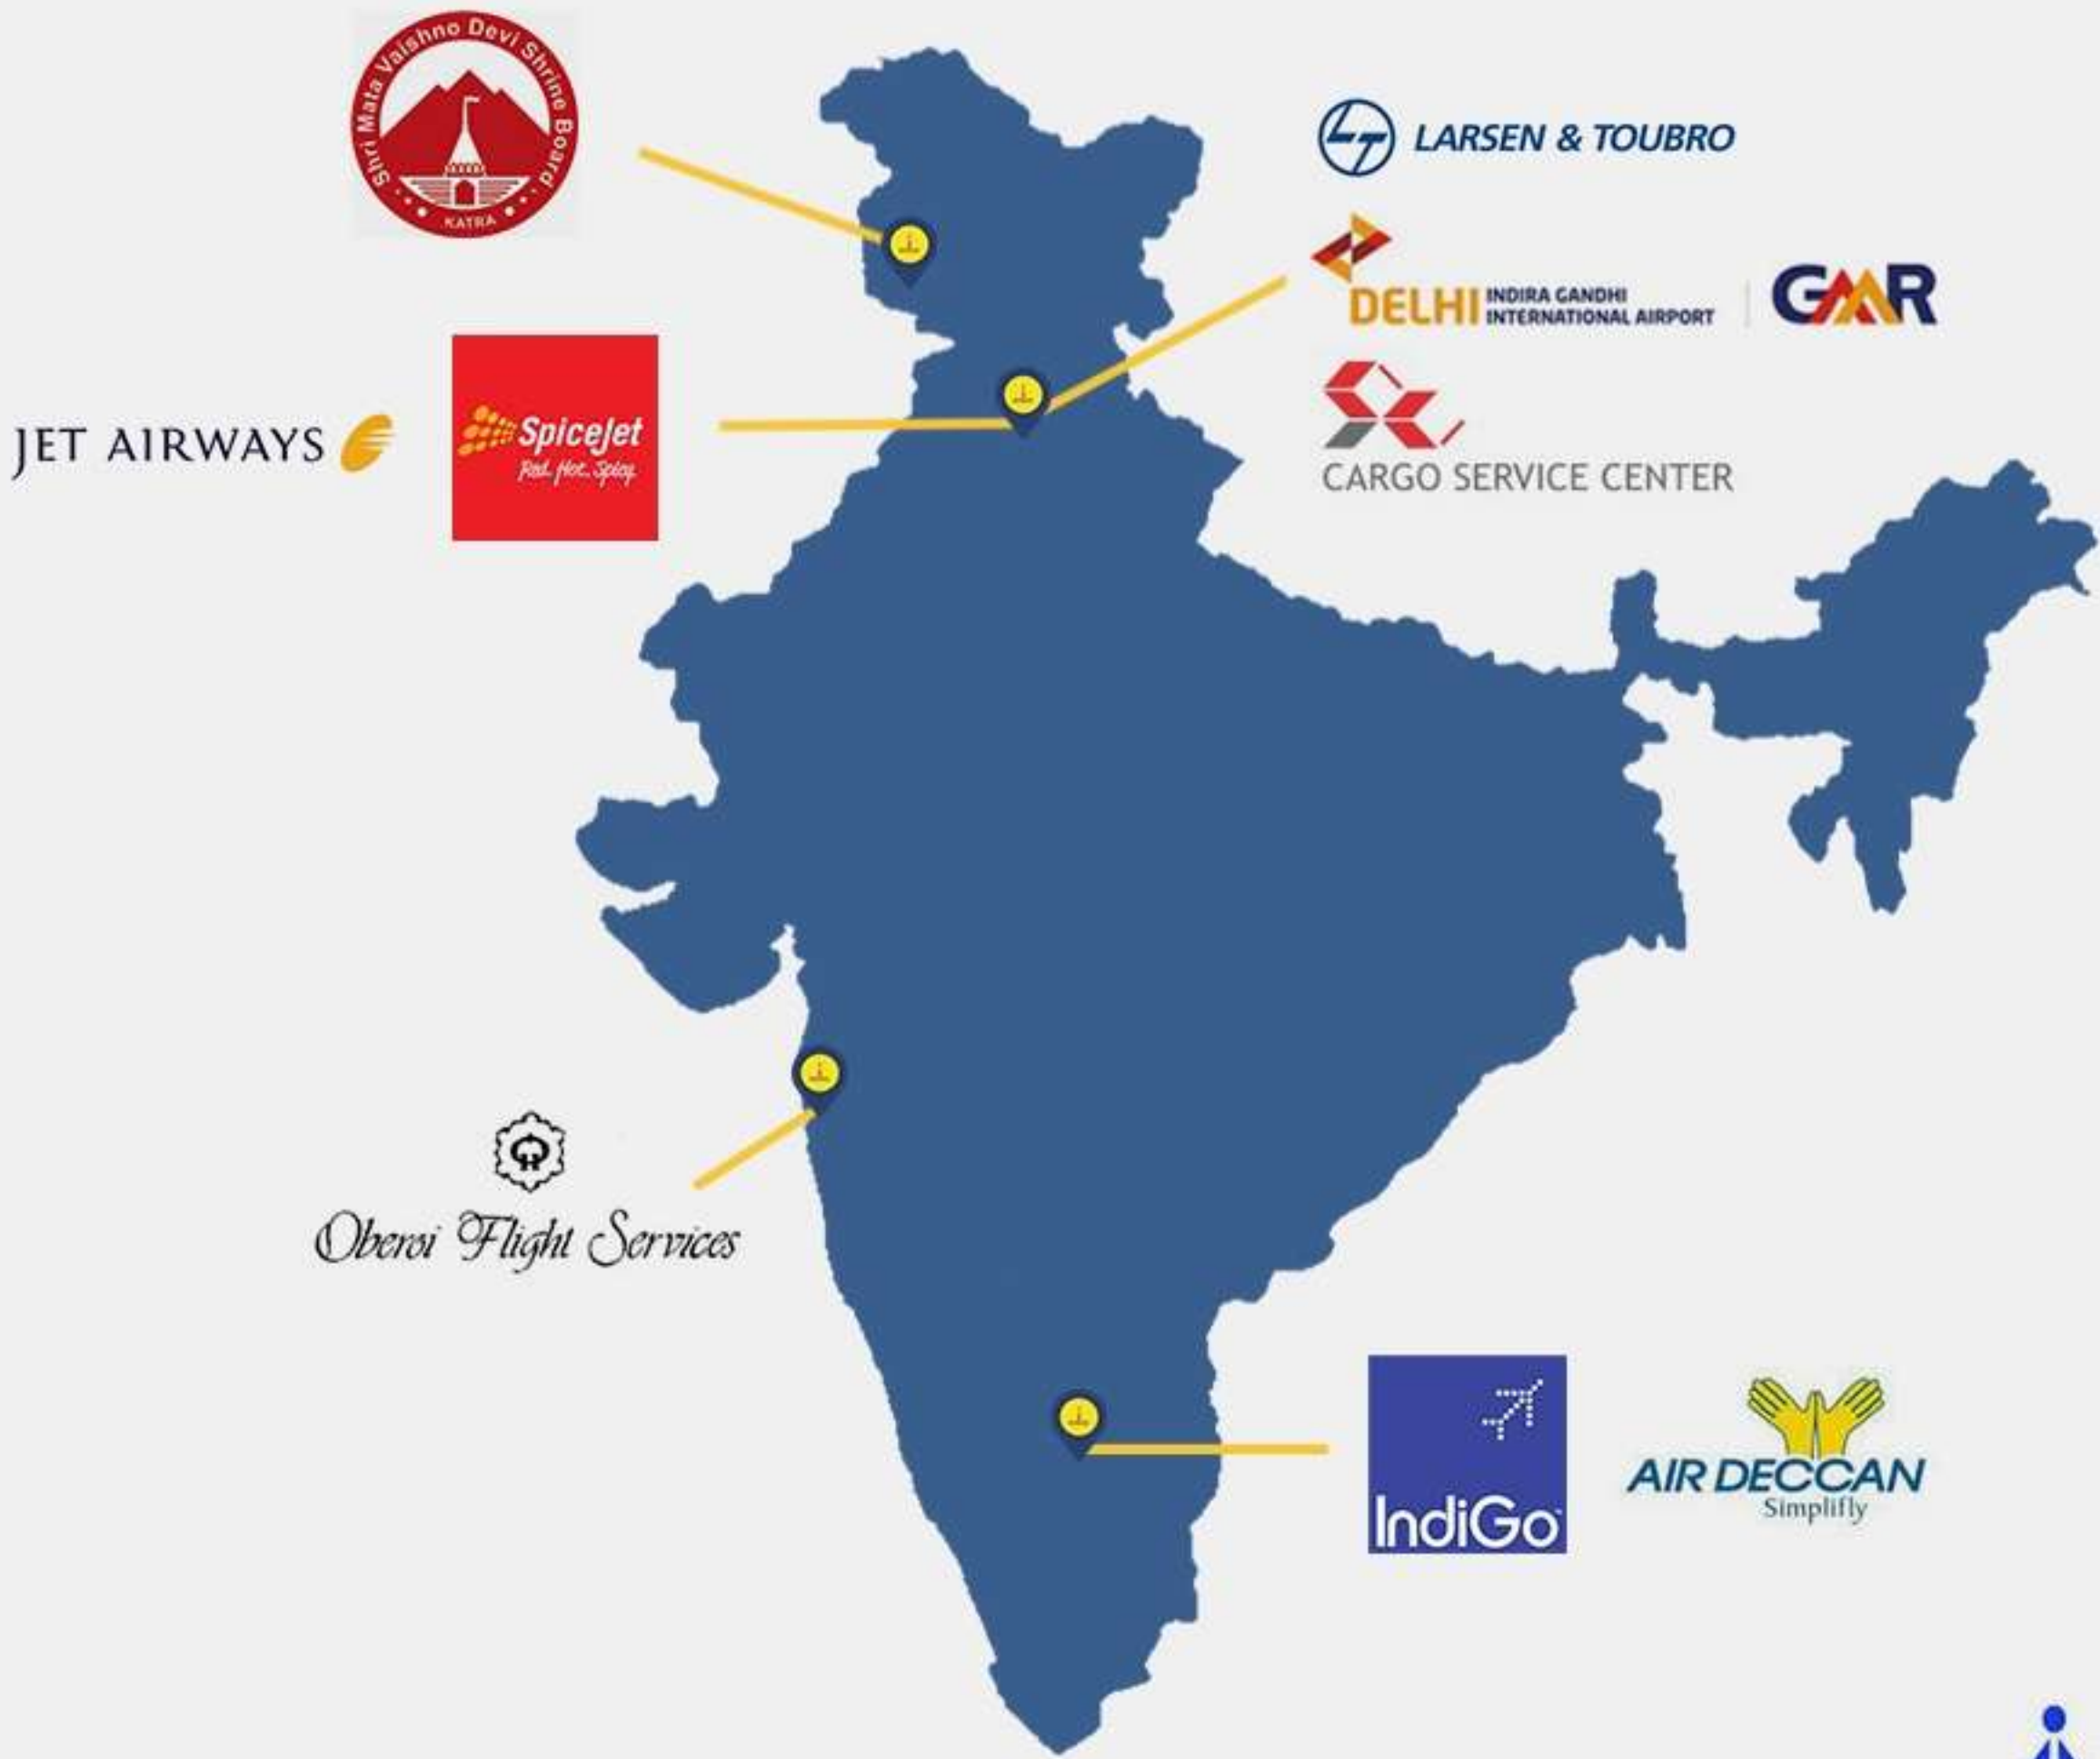 Shri Mata Vaishno Devi Shrine Board
KATRA
LARSEN & TOUBRO
DELHI INDIRA GANDHI
INTERNATIONAL AIRPORT
GMR
JET AIRWAYS
SpiceJet
Red. Hot. Spicy
CARGO SERVICE CENTER
Oberoi Flight Services
IndiGo
AIR DECCAN
Simplifly